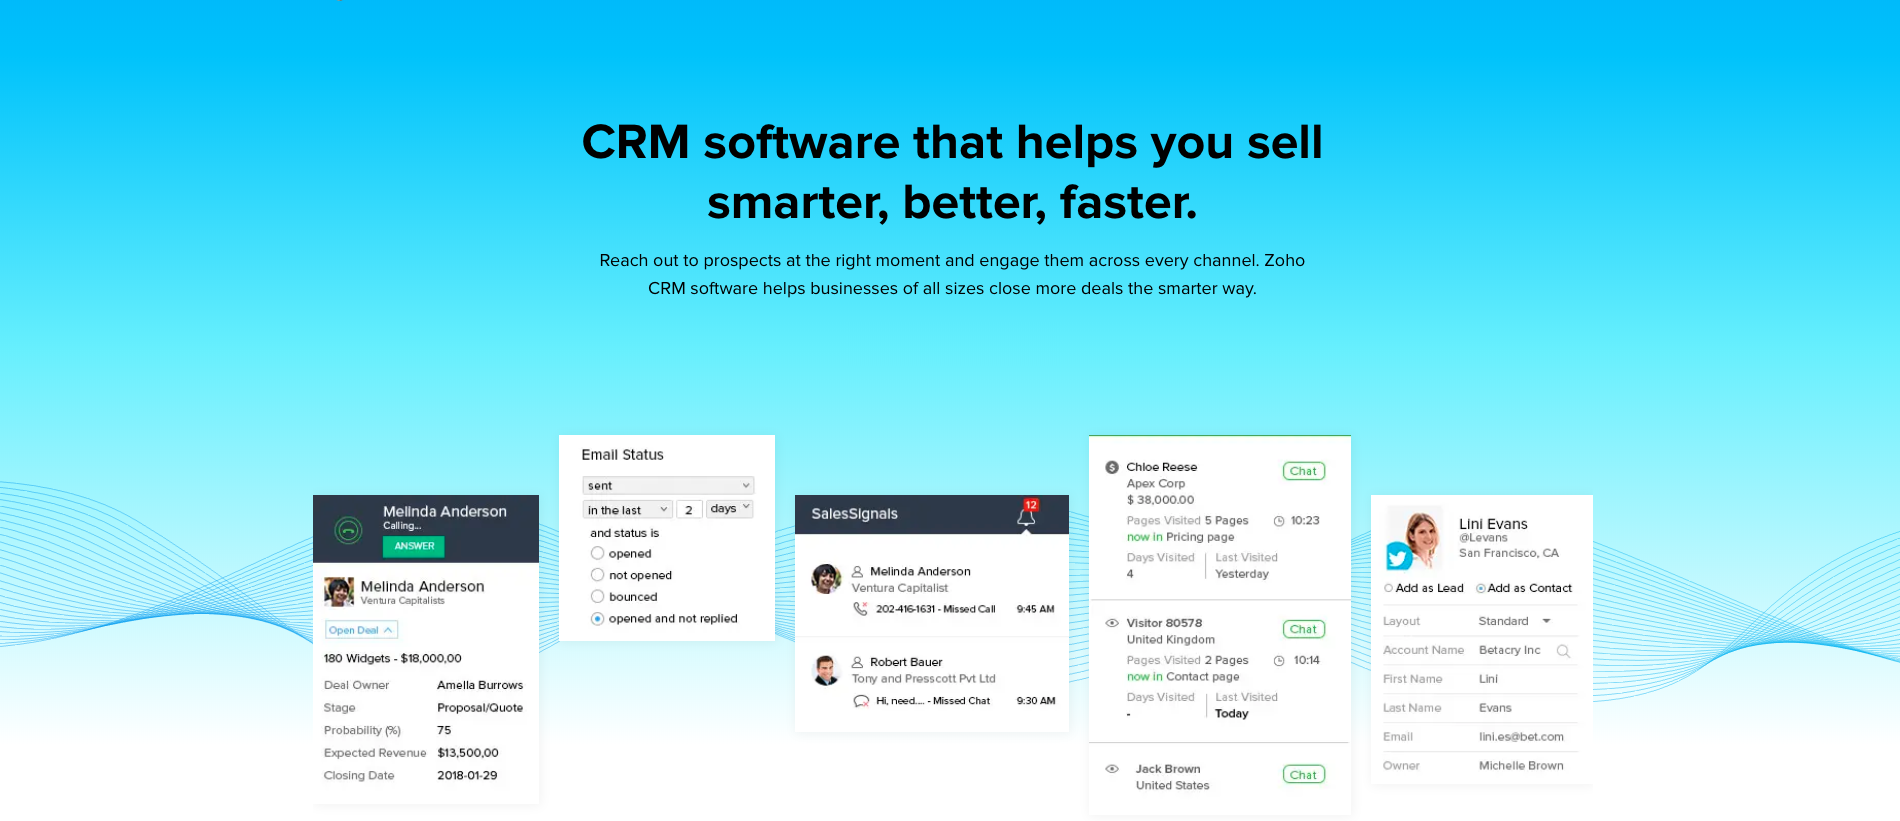 CRM software that helps you sell
smarter, better, faster.
Reach out to prospects at the right moment and engage them across every channel. Zoho
CRM software helps businesses of all sizes close more deals the smarter way.
Melinda Anderson
Calling...
ANSWER
Melinda Anderson
Ventura Capitalists
Open Deal
180 Widgets - $18,000,00
Deal Owner Amella Burrows
Stage Proposal/Quote
Probability (%) 75
Expected Revenue $13,500,00
Closing Date 2018-01-29
Email Status
sent
in the last 2 days
and status is
opened
not opened
bounced
opened and not replied
SalesSignals 12
Melinda Anderson
Ventura Capitalist
202-416-1631 - Missed Call 9:45 AM
Robert Bauer
Tony and Presscott Pvt Ltd
Hi, need.... - Missed Chat 9:30 AM
$ Chloe Reese Chat
Apex Corp
$ 38,000.00
Pages Visited 5 Pages 10:23
now in Pricing page
Days Visited Last Visited
4 Yesterday
Visitor 80578 Chat
United Kingdom
Pages Visited 2 Pages 10:14
now in Contact page
Days Visited Last Visited
- Today
Jack Brown Chat
United States
Lini Evans
@Levans
San Francisco, CA
Add as Lead Add as Contact
Layout Standard
Account Name Betacry Inc
First Name Lini
Last Name Evans
Email lini.es@bet.com
Owner Michelle Brown